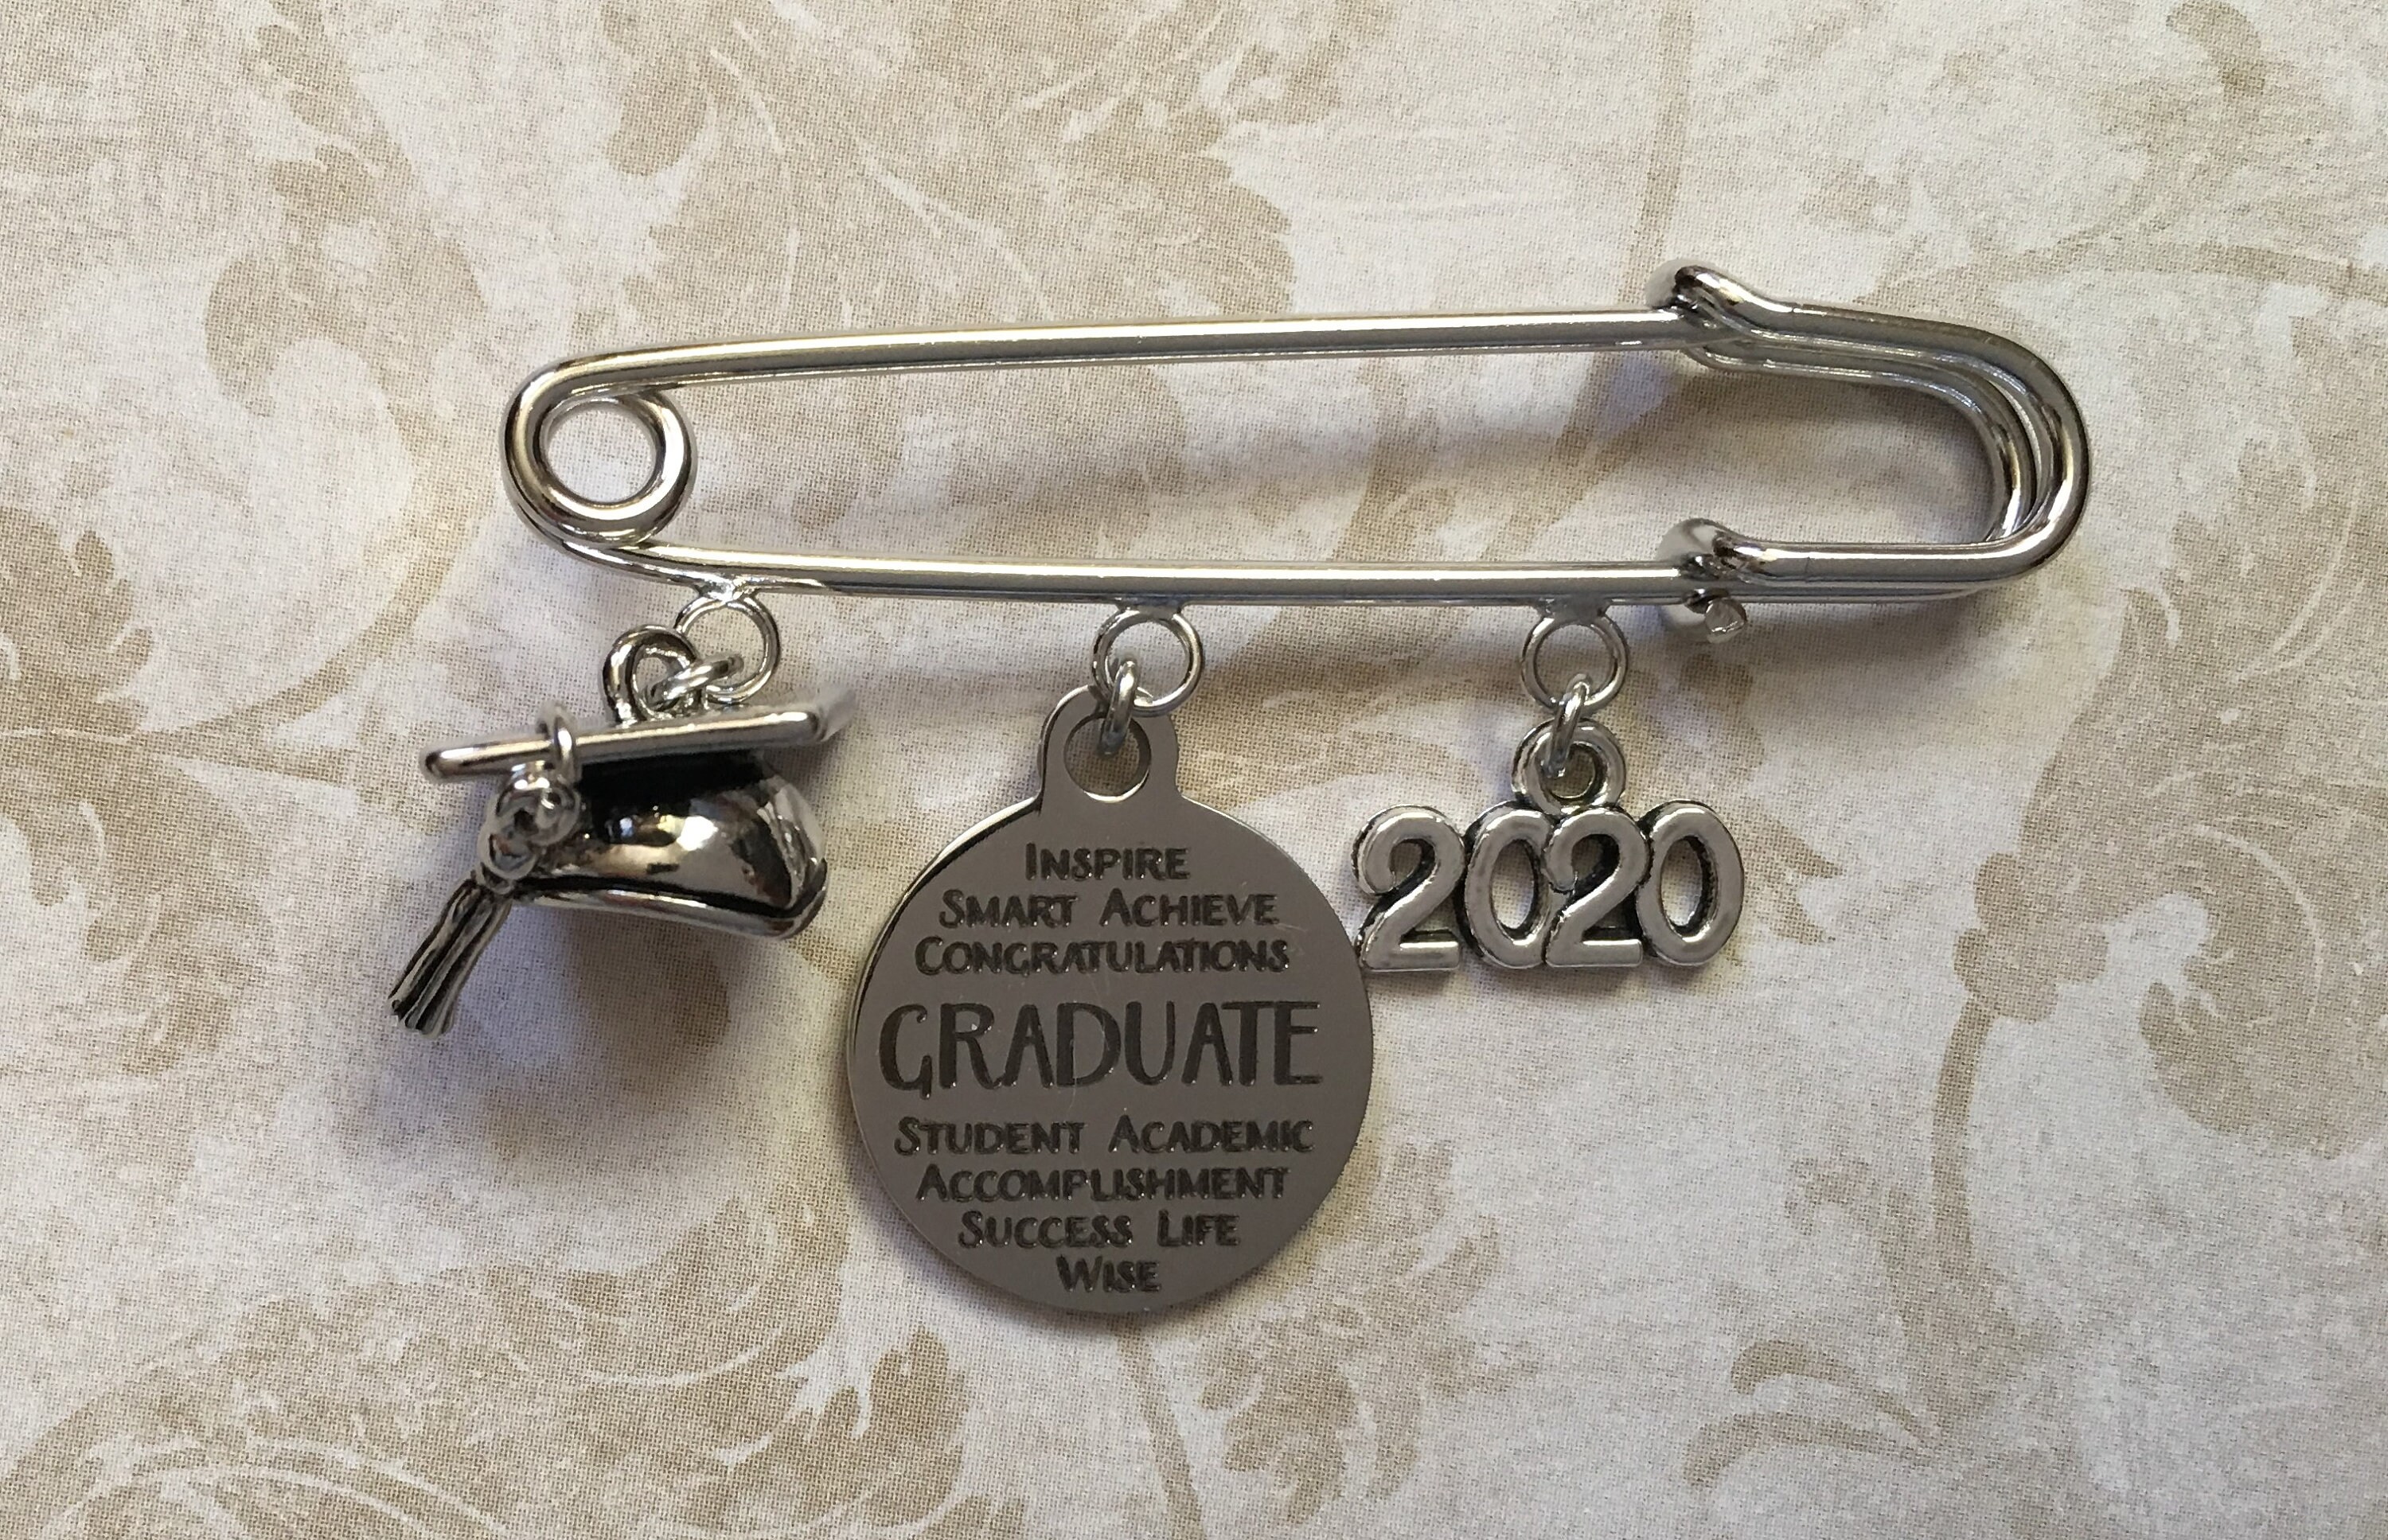 INSPIRE
SMART ACHIEVE
CONGRATULATIONS
GRADUATE
STUDENT ACADEMIC
ACCOMPLISHMENT
SUCCESS LIFE
WISE
2020